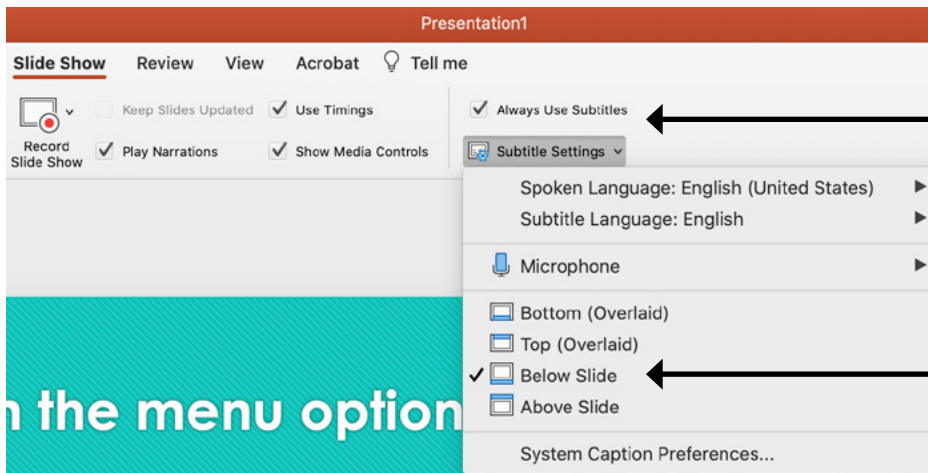 Presentation1
Slide Show Review View Acrobat Tell me
Keep Slides Updated Use Timings Always Use Subtitles
Record
Slide Show
Play Narrations Show Media Controls Subtitle Settings
Spoken Language: English (United States)
Subtitle Language: English
Microphone
Bottom (Overlaid)
Top (Overlaid)
Below Slide
Above Slide
System Caption Preferences...
the menu option